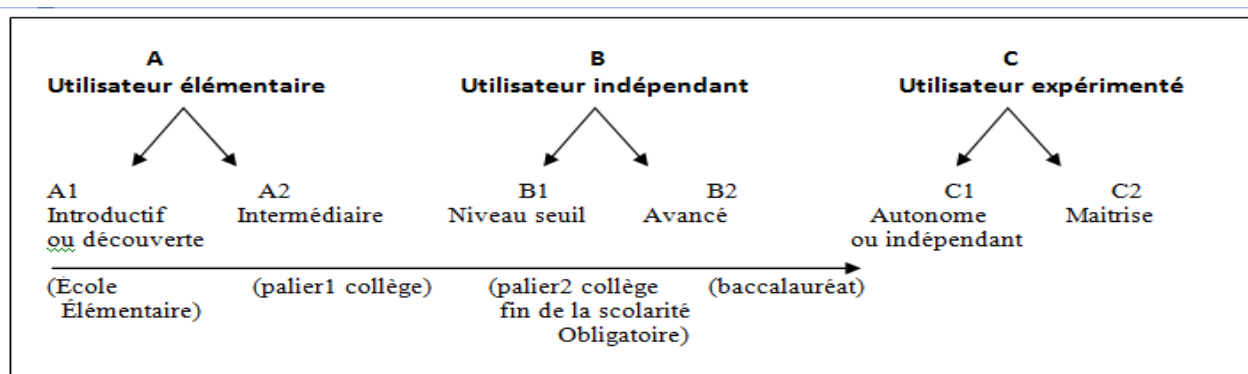 A B C
Utilisateur élémentaire Utilisateur indépendant Utilisateur expérimenté
A1 A2 B1 B2 C1 C2
Introductif Intermédiaire Niveau seuil Avancé Autonome Maitrise
ou découverte ou indépendant
(École (palier1 collège) (palier2 collège (baccalauréat)
Élémentaire) fin de la scolarité
Obligatoire)